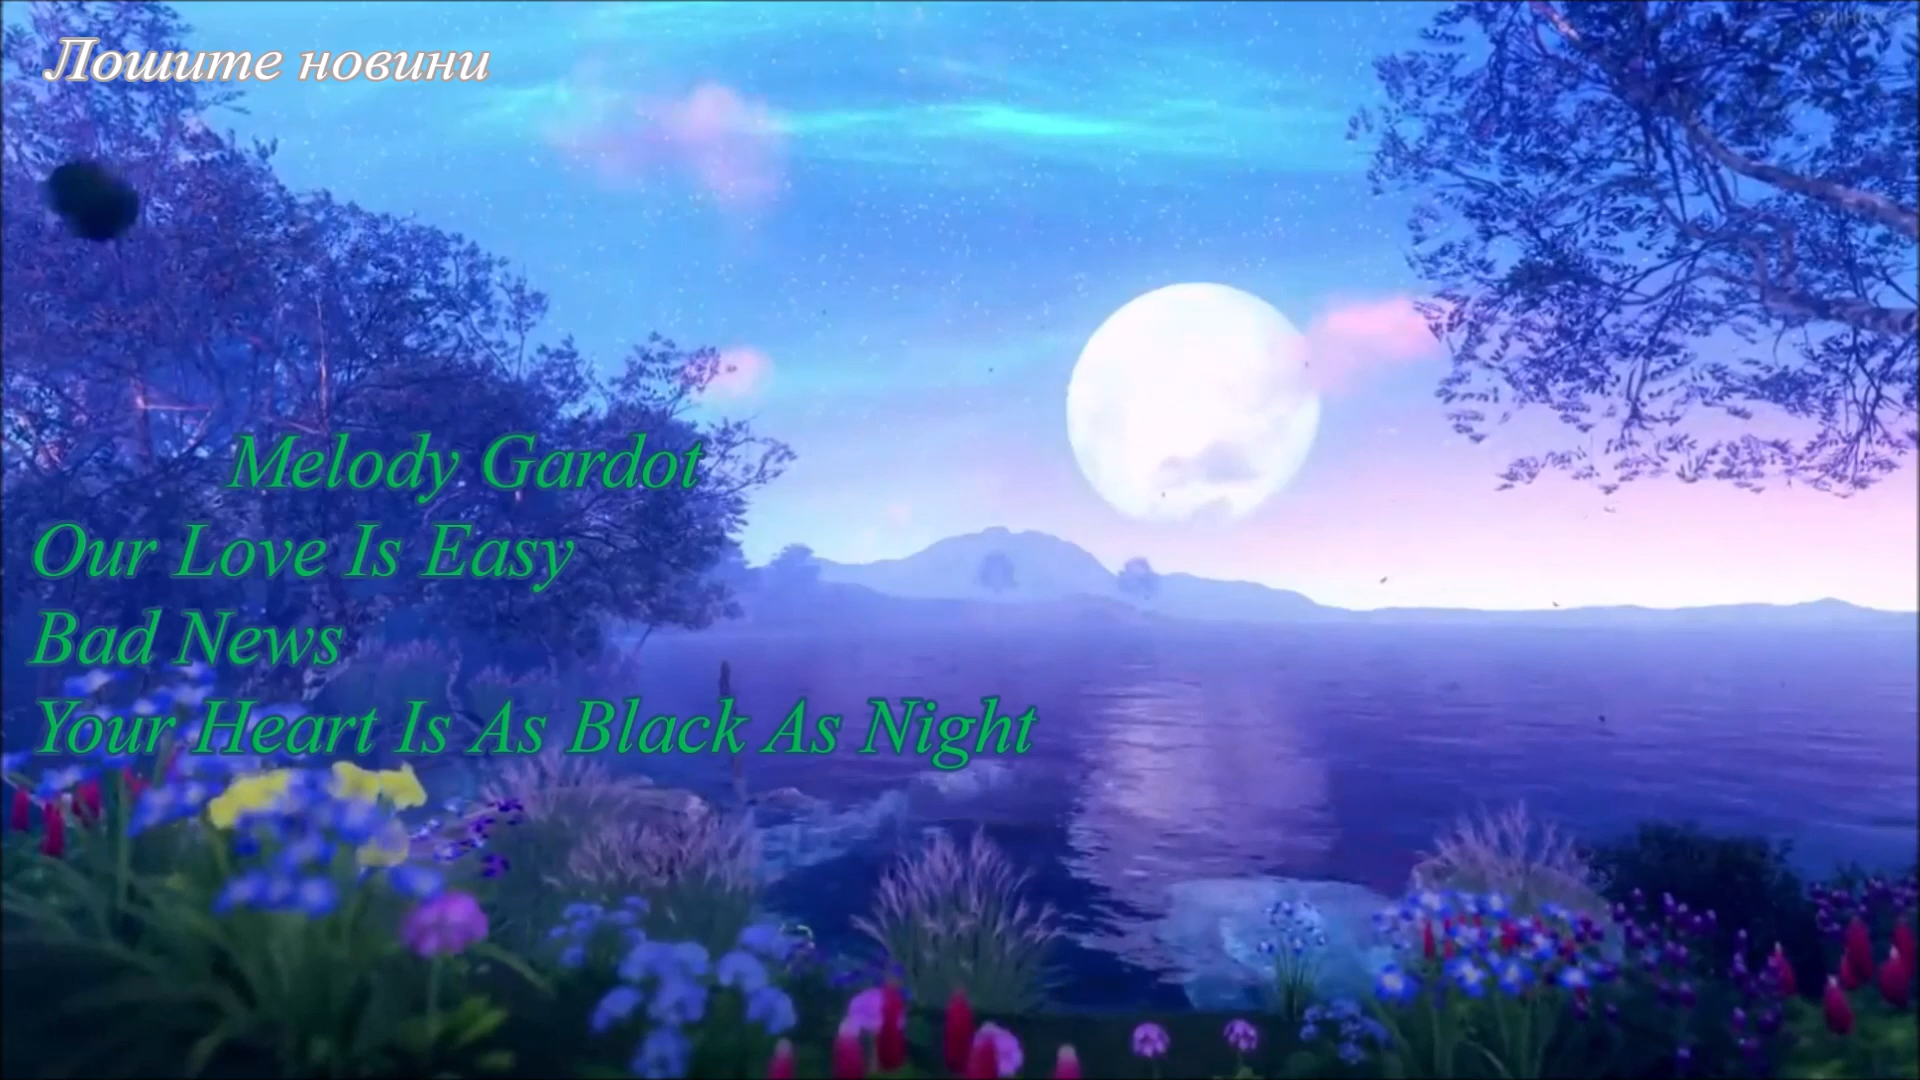 Лошите новини
Melody Gardot
Our Love Is Easy
Bad News
Your Heart Is As Black As Night